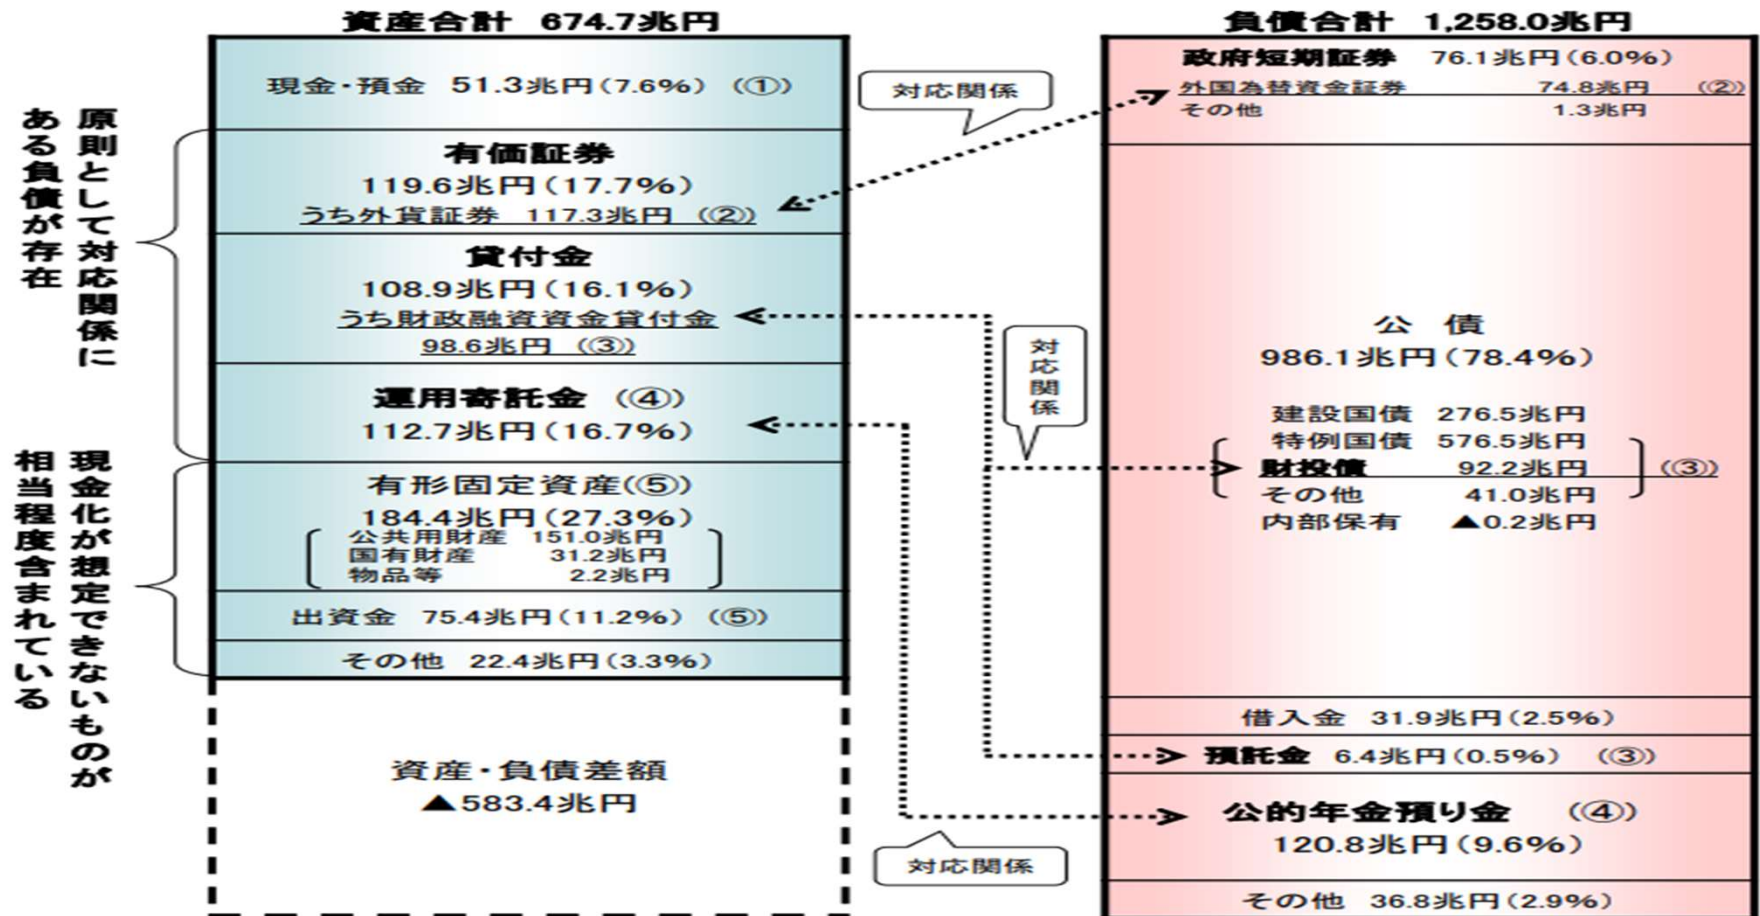 資産合計 674.7兆円
現金・預金 51.3兆円(7.6%) (①)
有価証券
119.6兆円(17.7%)
うち外貨証券 117.3兆円 (②)
貸付金
108.9兆円(16.1%)
うち財政融資資金貸付金
98.6兆円 (③)
運用寄託金 (④)
112.7兆円(16.7%)
有形固定資産(⑤)
184.4兆円(27.3%)
公共用財産 151.0兆円
国有財産 31.2兆円
物品等 2.2兆円
出資金 75.4兆円(11.2%) (⑤)
その他 22.4兆円(3.3%)
資産・負債差額
▲583.4兆円
原則として対応関係に
ある負債が存在
現金化が想定できないものが
相当程度含まれている
対応関係
対応関係
対応関係
負債合計 1,258.0兆円
政府短期証券 76.1兆円(6.0%)
外国為替資金証券 74.8兆円 (②)
その他 1.3兆円
公 債
986.1兆円(78.4%)
建設国債 276.5兆円
特例国債 576.5兆円
財投債 92.2兆円 (③)
その他 41.0兆円
内部保有 ▲0.2兆円
借入金 31.9兆円(2.5%)
預託金 6.4兆円(0.5%) (③)
公的年金預り金 (④)
120.8兆円(9.6%)
その他 36.8兆円(2.9%)